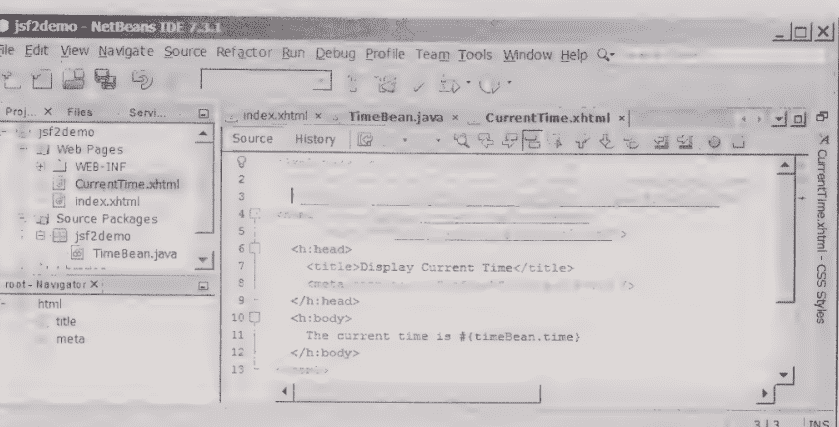 jsf2demo - NetBeans IDE 7.3.1
File Edit View Navigate Source Refactor Run Debug Profile Team Tools Window Help
Proj... × Files Servi...
index.xhtml × TimeBean.java × CurrentTime.xhtml ×
jsf2demo
Web Pages
WEB-INF
CurrentTime.xhtml
index.xhtml
Source Packages
jsf2demo
TimeBean.java
root - Navigator ×
html
title
meta
Source History
2
3
4
5 >
6 <h:head>
7 <title>Display Current Time</title>
8 <meta
9 </h:head>
10 <h:body>
11 The current time is #{timeBean.time}
12 </h:body>
13
CurrentTime.xhtml - CSS Styles
3 | 3 INS